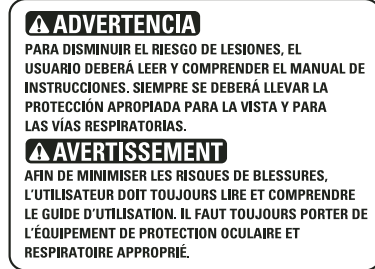 ADVERTENCIA
PARA DISMINUIR EL RIESGO DE LESIONES, EL
USUARIO DEBERÁ LEER Y COMPRENDER EL MANUAL DE
INSTRUCCIONES. SIEMPRE SE DEBERÁ LLEVAR LA
PROTECCIÓN APROPIADA PARA LA VISTA Y PARA
LAS VÍAS RESPIRATORIAS.
AVERTISSEMENT
AFIN DE MINIMISER LES RISQUES DE BLESSURES,
L'UTILISATEUR DOIT TOUJOURS LIRE ET COMPRENDRE
LE GUIDE D'UTILISATION. IL FAUT TOUJOURS PORTER DE
L'ÉQUIPEMENT DE PROTECTION OCULAIRE ET
RESPIRATOIRE APPROPRIÉ.